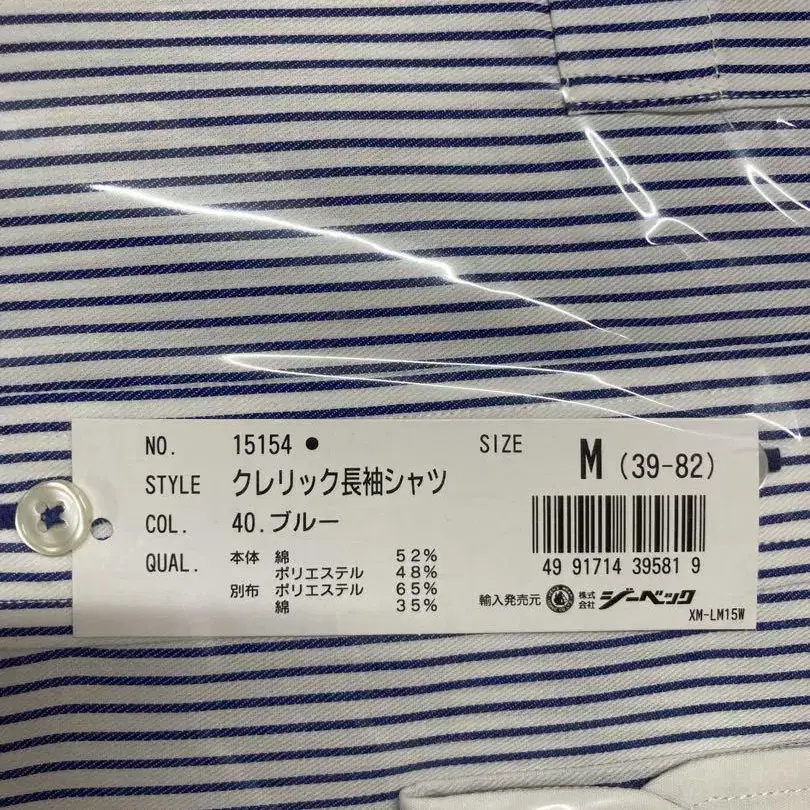 NO. 15154 ● SIZE M (39-82)
STYLE クレリック長袖シャツ
COL. 40.ブルー
QUAL. 本体 綿 52%
ポリエステル 48%
別布 ポリエステル 65%
綿 35%
49 91714 39581 9
輸入発売元 株式会社 ジーベック
XM-LM15W